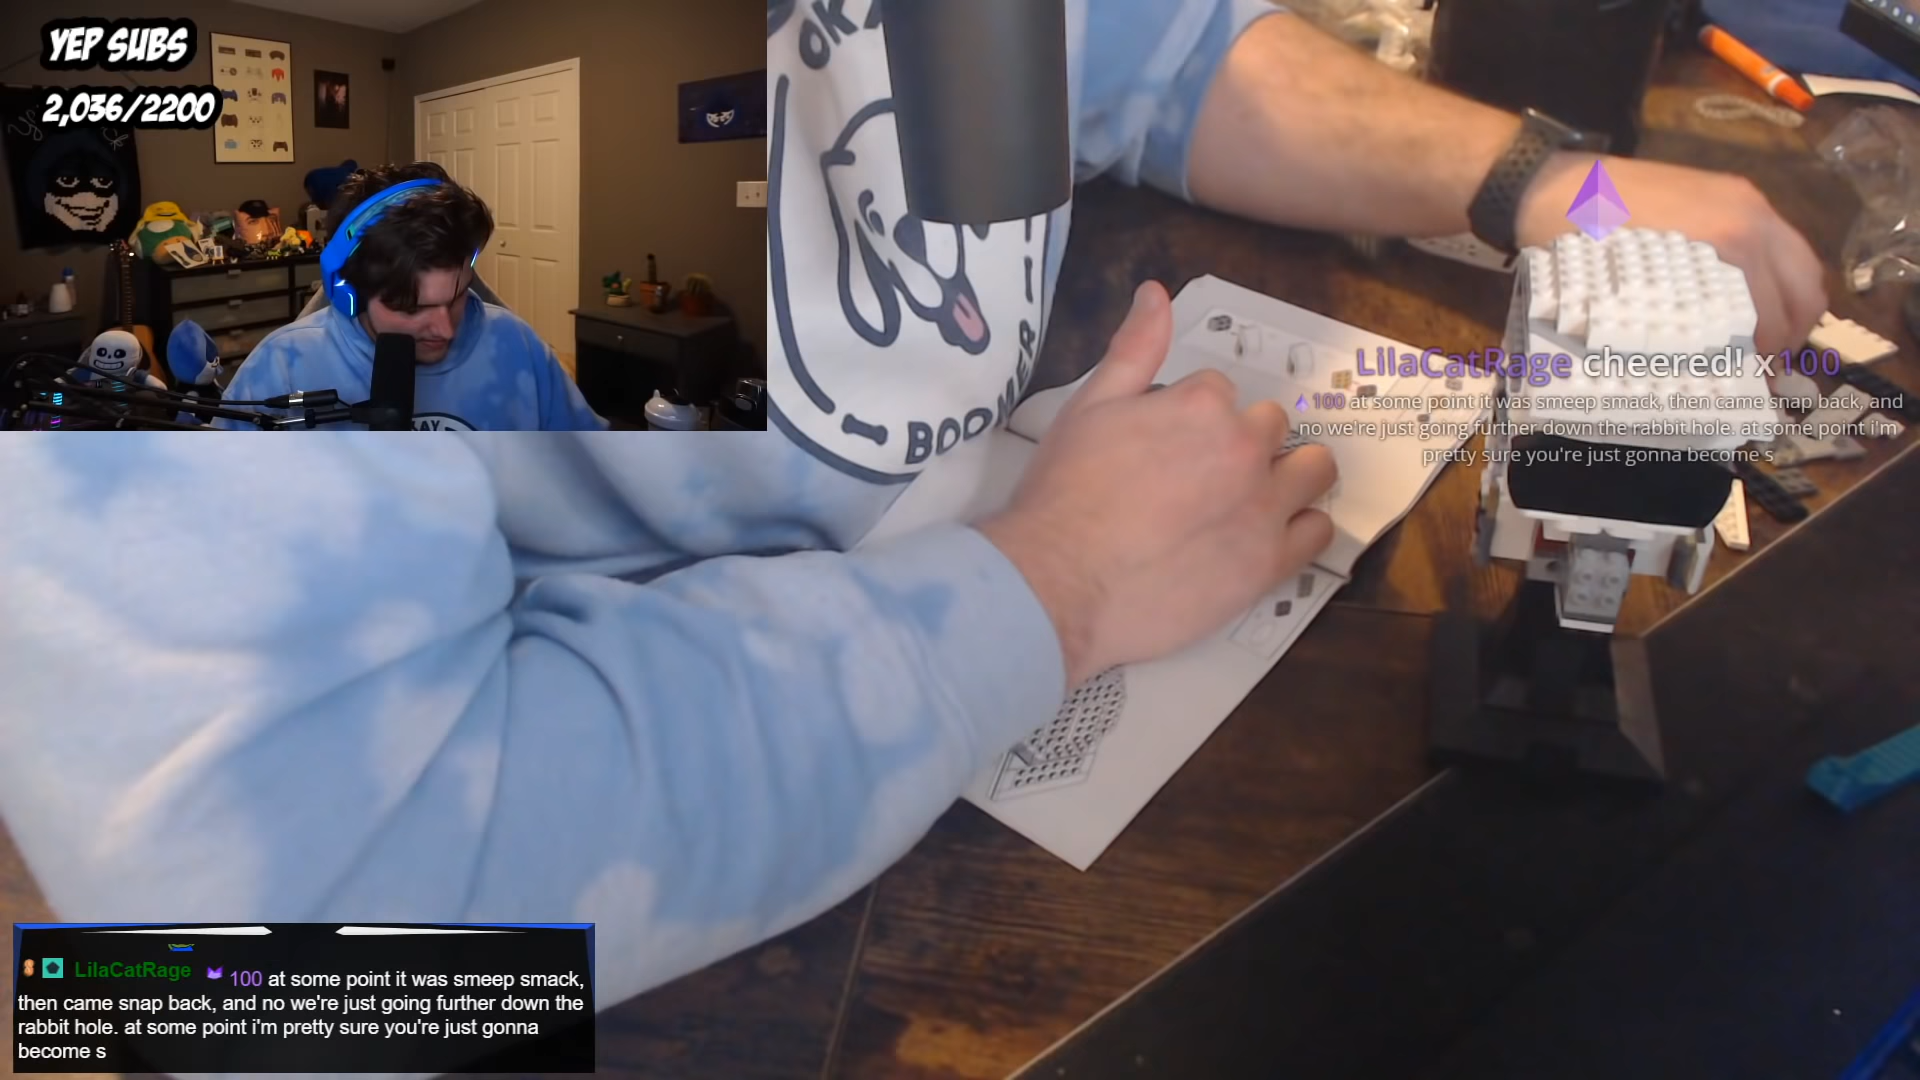 YEP SUBS
2,036/2200
OKA
BOOMER
I
AY
LilaCatRage cheered! x100
100 at some point it was smeep smack, then came snap back, and
no we're just going further down the rabbit hole. at some point i'm
pretty sure you're just gonna become s
LilaCatRage 100 at some point it was smeep smack,
then came snap back, and no we're just going further down the
rabbit hole. at some point i'm pretty sure you're just gonna
become s